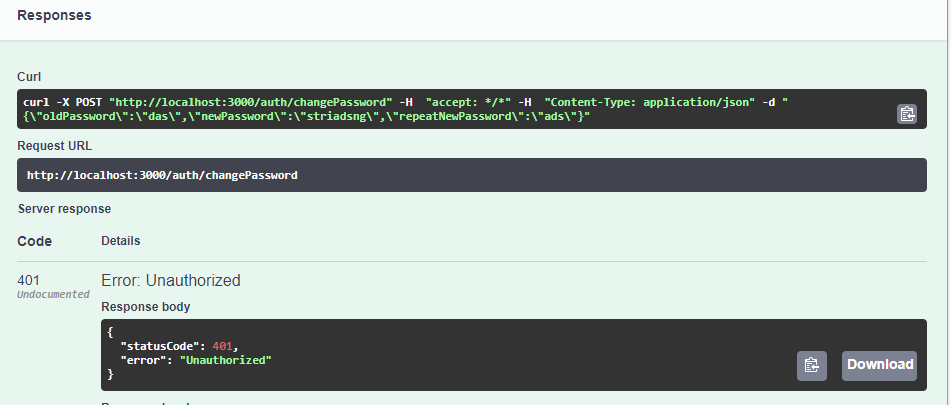 Responses
Curl
curl -X POST "http://localhost:3000/auth/changePassword" -H  "accept: */*" -H  "Content-Type: application/json" -d "
{\"oldPassword\":\"das\",\"newPassword\":\"striadsng\",\"repeatNewPassword\":\"ads\"}"
Request URL
http://localhost:3000/auth/changePassword
Server response
Code Details
401 Error: Unauthorized
Undocumented
Response body
{
  "statusCode": 401,
  "error": "Unauthorized"
}
Download